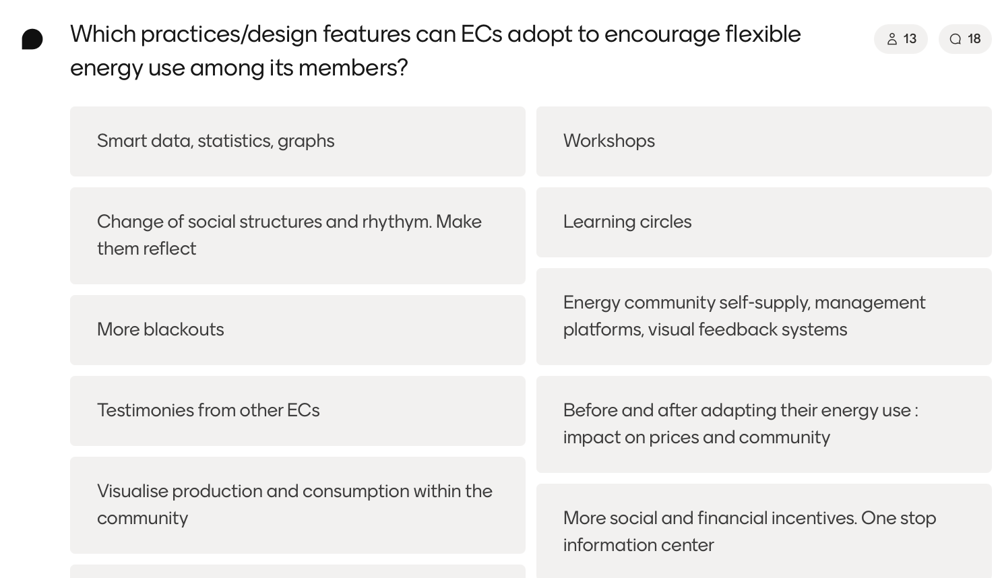 Which practices/design features can ECs adopt to encourage flexible
energy use among its members?
13
18
Smart data, statistics, graphs
Change of social structures and rhythym. Make
them reflect
More blackouts
Testimonies from other ECs
Visualise production and consumption within the
community
Workshops
Learning circles
Energy community self-supply, management
platforms, visual feedback systems
Before and after adapting their energy use :
impact on prices and community
More social and financial incentives. One stop
information center